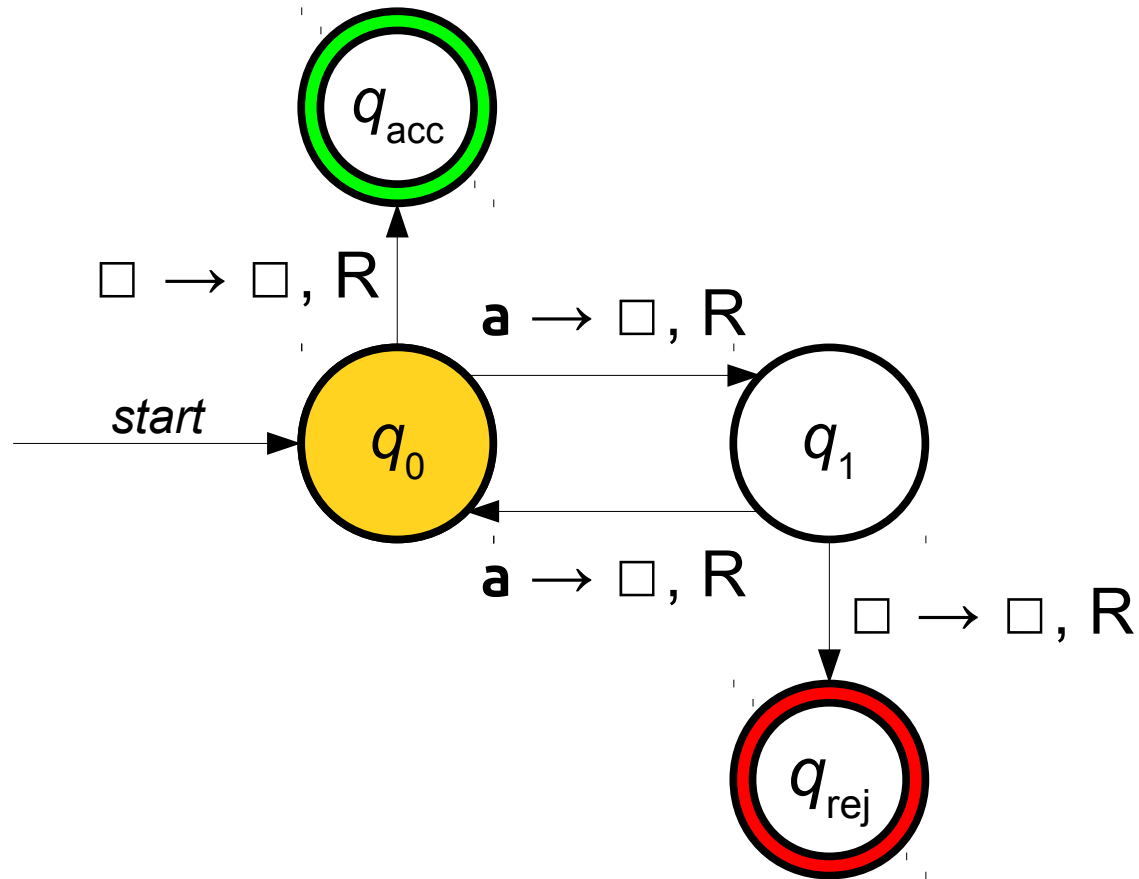 q_acc
□ → □, R
a → □, R
start
q_0
q_1
a → □, R
□ → □, R
q_rej